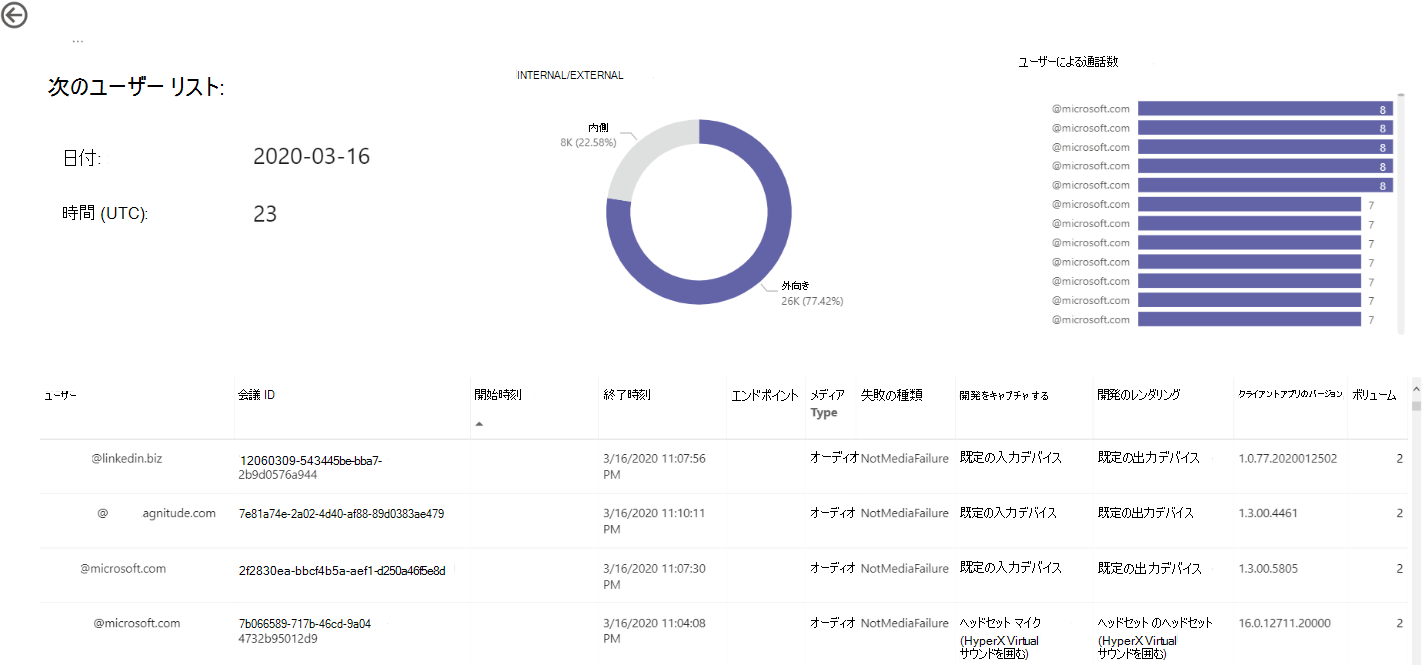 ...
次のユーザー リスト:
日付:
2020-03-16
時間 (UTC):
23
INTERNAL/EXTERNAL
内側
8K (22.58%)
外向き
26K (77.42%)
ユーザーによる通話数
@microsoft.com 8
@microsoft.com 8
@microsoft.com 8
@microsoft.com 8
@microsoft.com 8
@microsoft.com 7
@microsoft.com 7
@microsoft.com 7
@microsoft.com 7
@microsoft.com 7
@microsoft.com 7
@microsoft.com 7
ユーザー 会議 ID 開始時刻 終了時刻 エンドポイント メディア 失敗の種類 開発をキャプチャする 開発のレンダリング クライアントアプリのバージョン ボリューム
Type
@linkedin.biz 12060309-543445be-bba7- 3/16/2020 11:07:56 オーディオ NotMediaFailure 既定の入力デバイス 既定の出力デバイス 1.0.77.2020012502 2
2b9d0576a944 PM
@ agnitude.com 7e81a74e-2a02-4d40-af88-89d0383ae479 3/16/2020 11:10:11 オーディオ NotMediaFailure 既定の入力デバイス 既定の出力デバイス 1.3.00.4461 2
PM
@microsoft.com 2f2830ea-bbcf4b5a-aef1-d250a46f5e8d 3/16/2020 11:07:30 オーディオ NotMediaFailure 既定の入力デバイス 既定の出力デバイス 1.3.00.5805 2
PM
@microsoft.com 7b066589-717b-46cd-9a04 3/16/2020 11:04:08 オーディオ NotMediaFailure ヘッドセット マイク ヘッドセット のヘッドセット 16.0.12711.20000 2
4732b95012d9 PM (HyperX Virtual (HyperX Virtual
サウンドを囲む) サウンドを囲む)